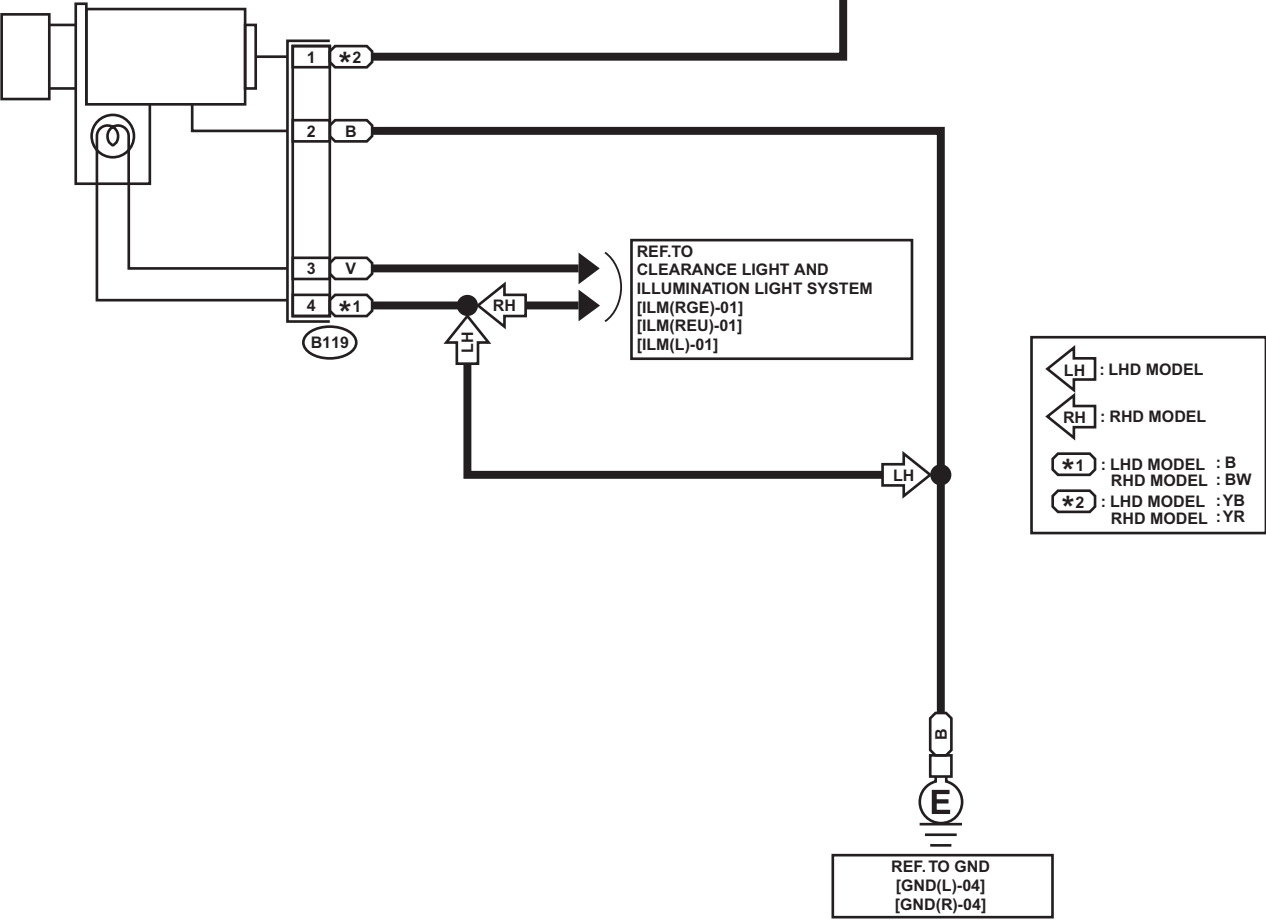 1 *2
2 B
3 V
4 *1
B119
RH
LH
REF.TO
CLEARANCE LIGHT AND
ILLUMINATION LIGHT SYSTEM
[ILM(RGE)-01]
[ILM(REU)-01]
[ILM(L)-01]
LH
LH : LHD MODEL
RH : RHD MODEL
*1 : LHD MODEL : B
RHD MODEL : BW
*2 : LHD MODEL : YB
RHD MODEL : YR
B
E
REF. TO GND
[GND(L)-04]
[GND(R)-04]